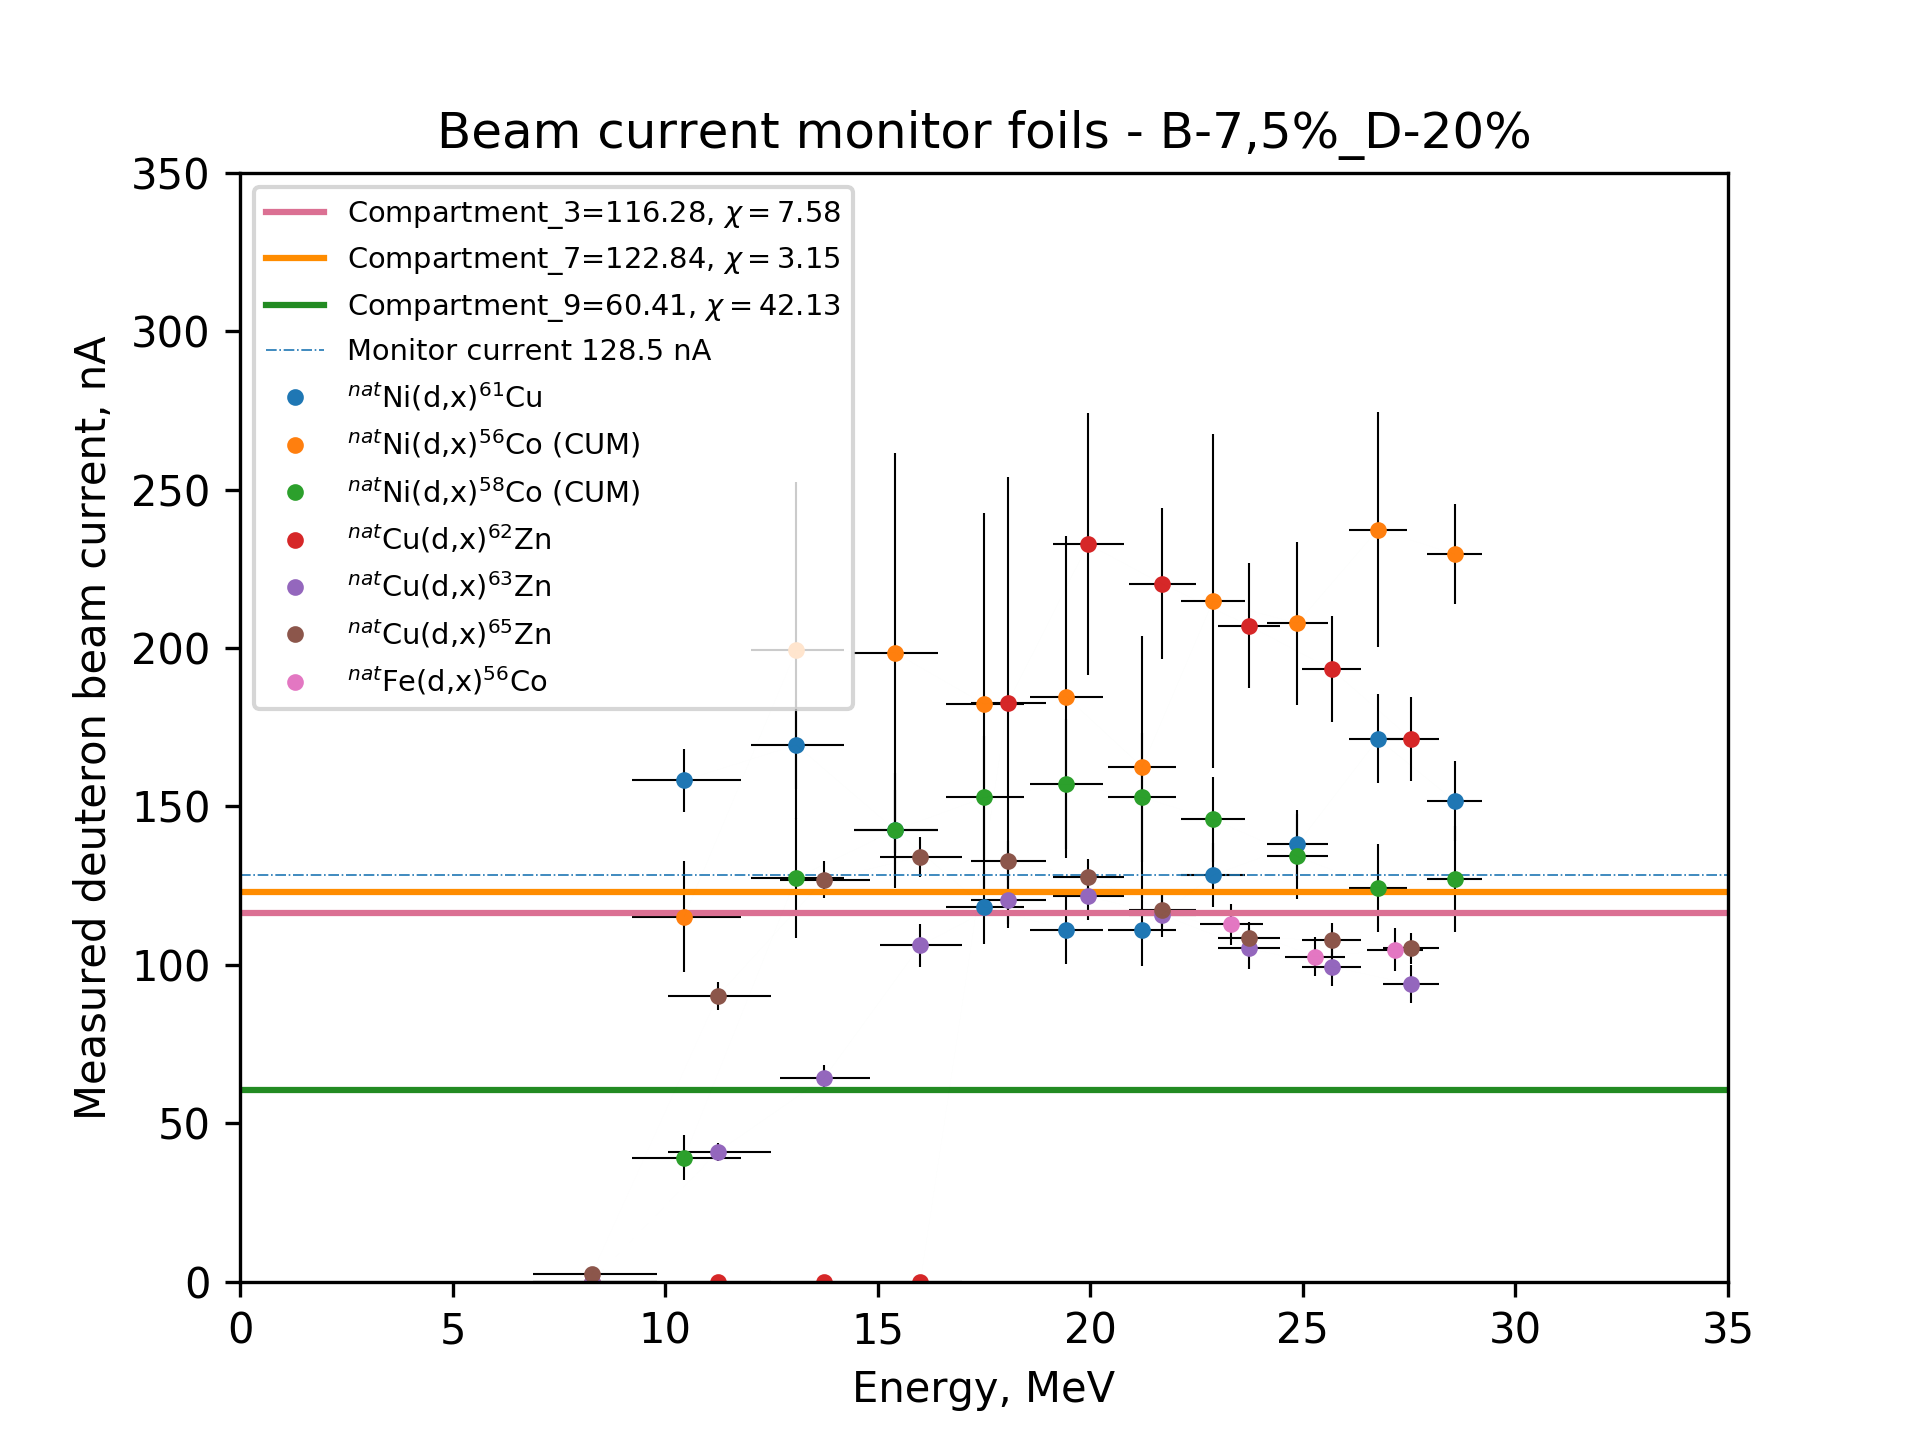 Beam current monitor foils - B-7,5%_D-20%
Measured deuteron beam current, nA
350
300
250
200
150
100
50
0
Compartment_3=116.28, χ = 7.58
Compartment_7=122.84, χ = 3.15
Compartment_9=60.41, χ = 42.13
Monitor current 128.5 nA
natNi(d,x)61Cu
natNi(d,x)56Co (CUM)
natNi(d,x)58Co (CUM)
natCu(d,x)62Zn
natCu(d,x)63Zn
natCu(d,x)65Zn
natFe(d,x)56Co
0 5 10 15 20 25 30 35
Energy, MeV